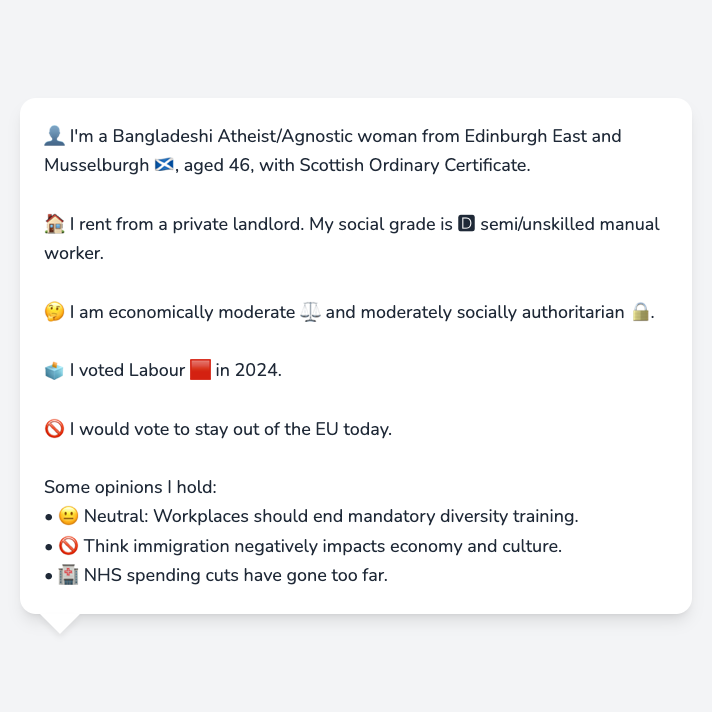 👤 I'm a Bangladeshi Atheist/Agnostic woman from Edinburgh East and
Musselburgh 🏴󠁧󠁢󠁳󠁣󠁴󠁿, aged 46, with Scottish Ordinary Certificate.
🏠 I rent from a private landlord. My social grade is 🅳 semi/unskilled manual
worker.
🤔 I am economically moderate ⚖️ and moderately socially authoritarian 🔒.
🗳️ I voted Labour 🟥 in 2024.
🚫 I would vote to stay out of the EU today.
Some opinions I hold:
• 😐 Neutral: Workplaces should end mandatory diversity training.
• 🚫 Think immigration negatively impacts economy and culture.
• 🏥 NHS spending cuts have gone too far.